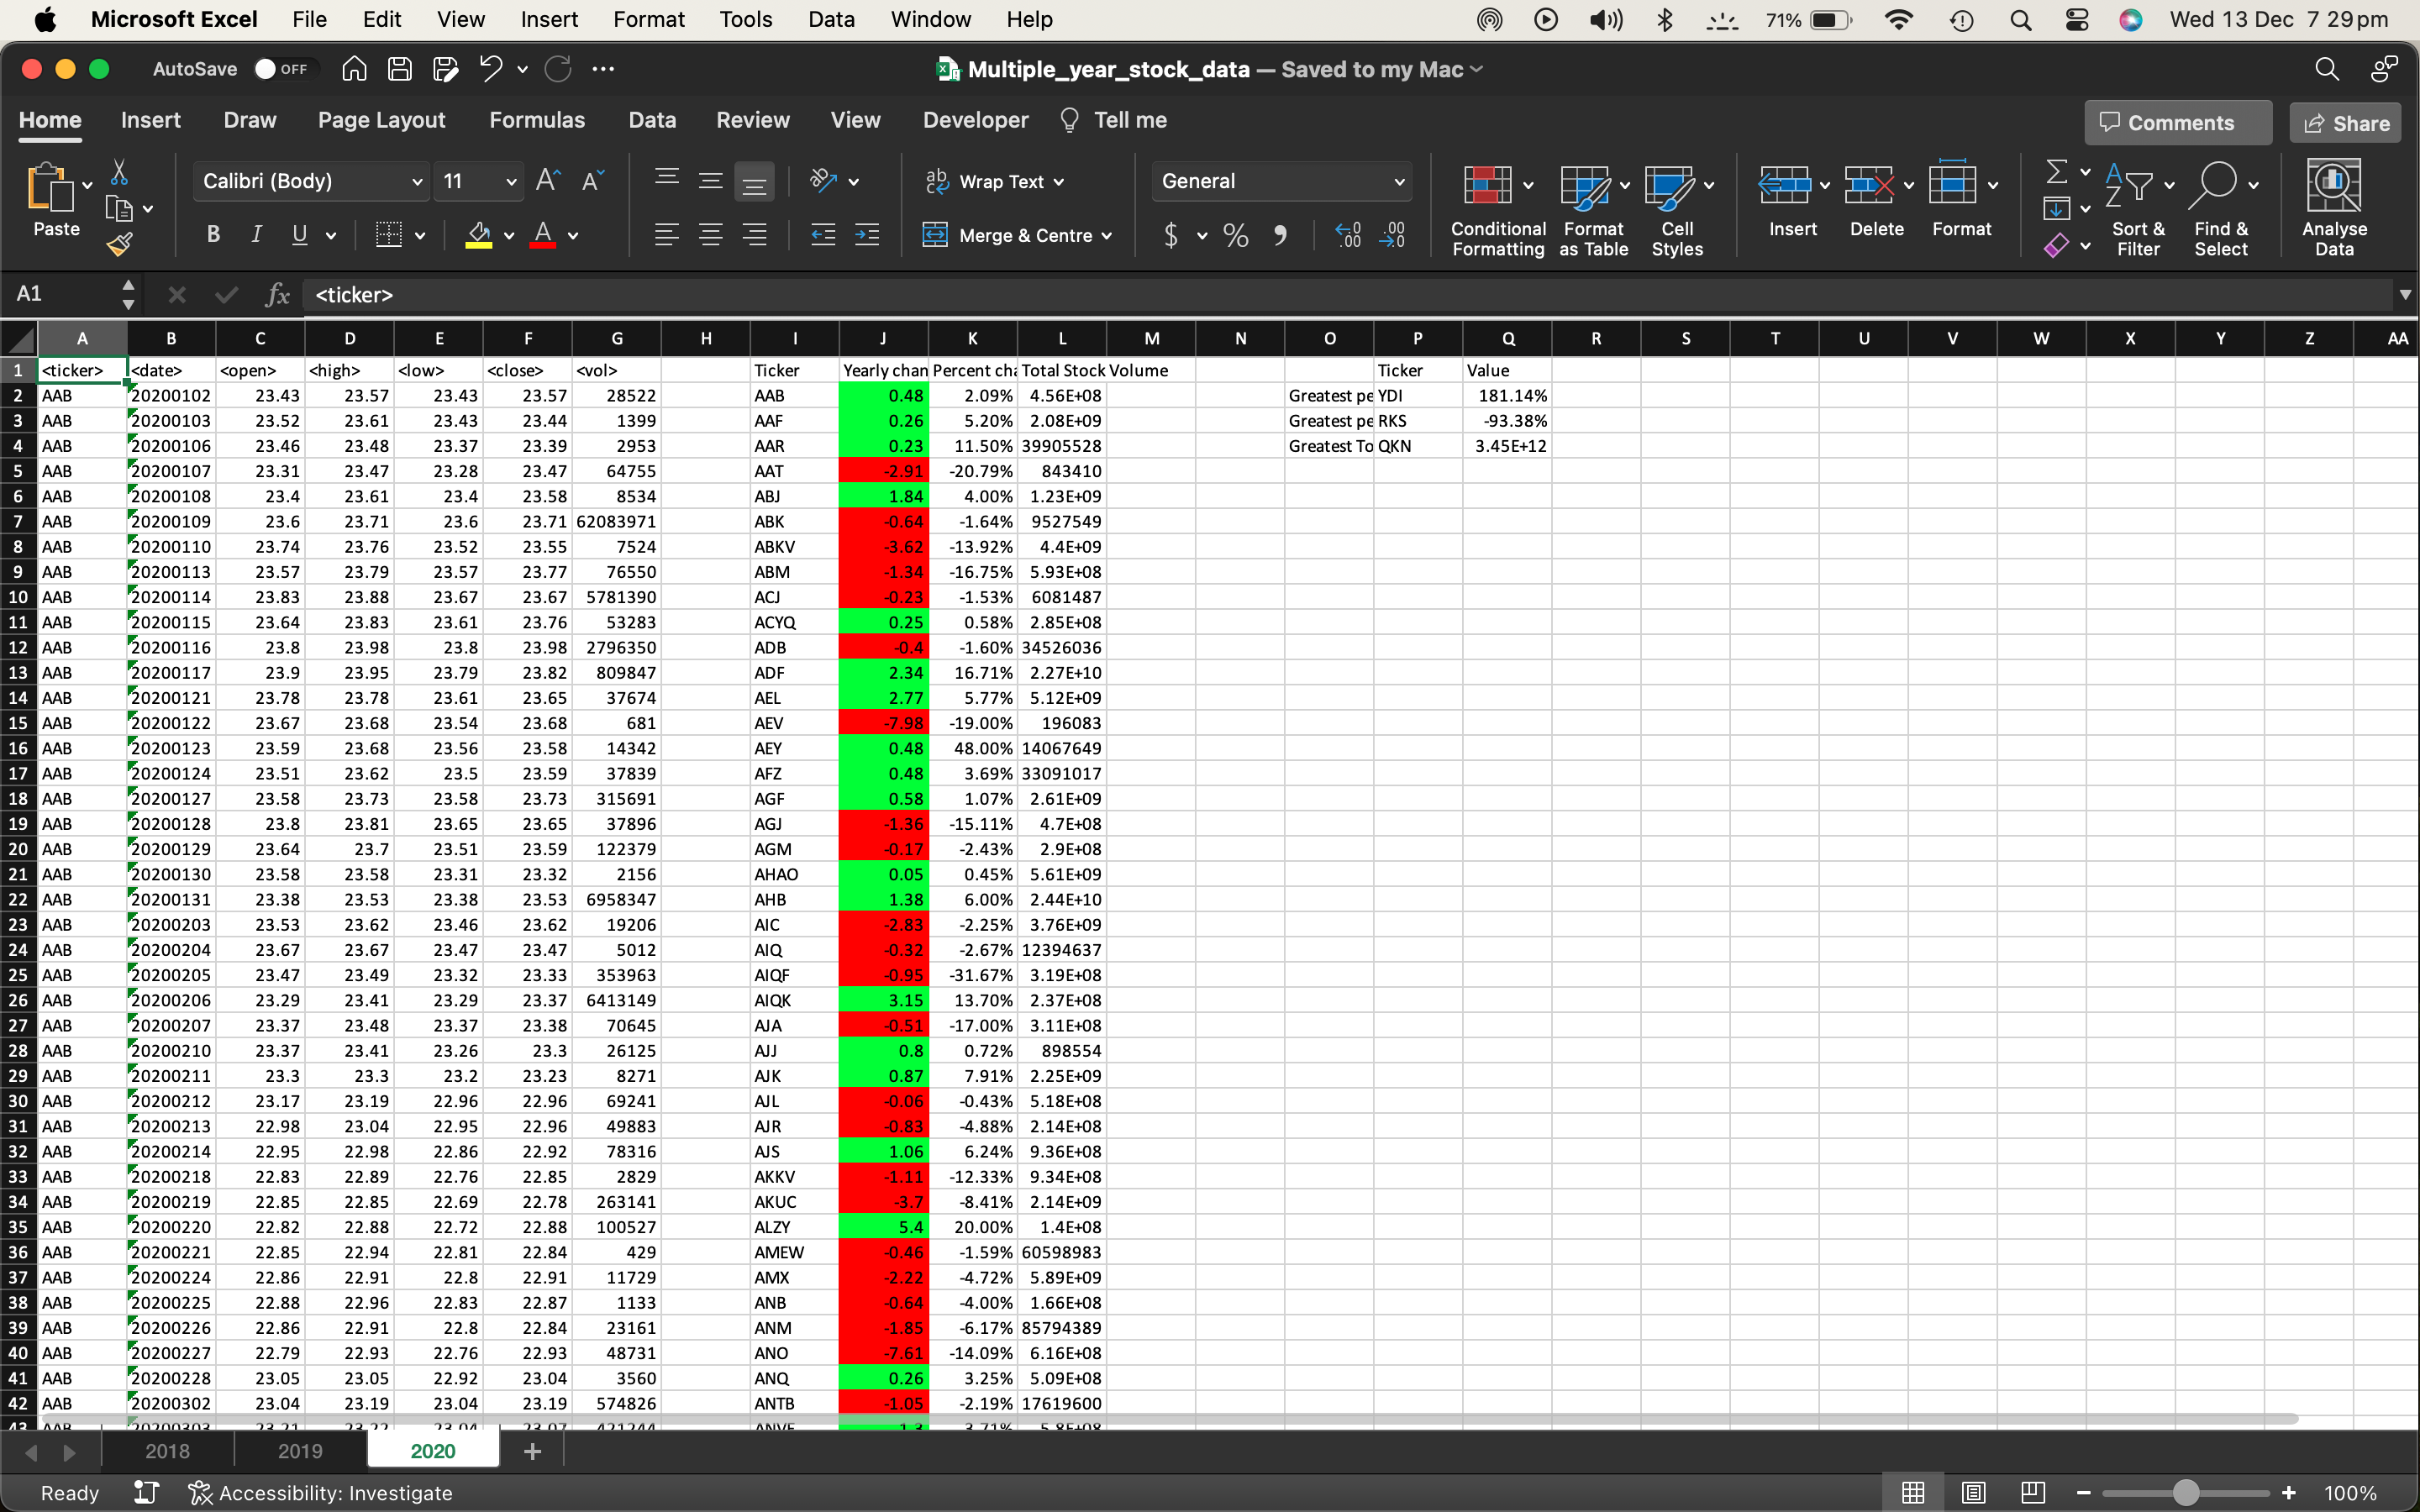 Microsoft Excel File Edit View Insert Format Tools Data Window Help 71% Wed 13 Dec 7 29 pm
AutoSave OFF Multiple_year_stock_data — Saved to my Mac
Home Insert Draw Page Layout Formulas Data Review View Developer Tell me Comments Share
Paste Calibri (Body) 11 Wrap Text General Conditional Formatting Format as Table Cell Styles Insert Delete Format Sort & Filter Find & Select Analyse Data
B I U A Merge & Centre $ %
A1 fx <ticker>
A B C D E F G H I J K L M N O P Q R S T U V W X Y Z AA
1 <ticker> <date> <open> <high> <low> <close> <vol> Ticker Yearly chan Percent cha Total Stock Volume Ticker Value
2 AAB 20200102 23.43 23.57 23.43 23.57 28522 AAB 0.48 2.09% 4.56E+08 Greatest pe YDI 181.14%
3 AAB 20200103 23.52 23.61 23.43 23.44 1399 AAF 0.26 5.20% 2.08E+09 Greatest pe RKS -93.38%
4 AAB 20200106 23.46 23.48 23.37 23.39 2953 AAR 0.23 11.50% 39905528 Greatest To QKN 3.45E+12
5 AAB 20200107 23.31 23.47 23.28 23.47 64755 AAT -2.91 -20.79% 843410
6 AAB 20200108 23.4 23.61 23.4 23.58 8534 ABJ 1.84 4.00% 1.23E+09
7 AAB 20200109 23.6 23.71 23.6 23.71 62083971 ABK -0.64 -1.64% 9527549
8 AAB 20200110 23.74 23.76 23.52 23.55 7524 ABKV -3.62 -13.92% 4.4E+09
9 AAB 20200113 23.57 23.79 23.57 23.77 76550 ABM -1.34 -16.75% 5.93E+08
10 AAB 20200114 23.83 23.88 23.67 23.67 5781390 ACJ -0.23 -1.53% 6081487
11 AAB 20200115 23.64 23.83 23.61 23.76 53283 ACYQ 0.25 0.58% 2.85E+08
12 AAB 20200116 23.8 23.98 23.8 23.98 2796350 ADB -0.4 -1.60% 34526036
13 AAB 20200117 23.9 23.95 23.79 23.82 809847 ADF 2.34 16.71% 2.27E+10
14 AAB 20200121 23.78 23.78 23.61 23.65 37674 AEL 2.77 5.77% 5.12E+09
15 AAB 20200122 23.67 23.68 23.54 23.68 681 AEV -7.98 -19.00% 196083
16 AAB 20200123 23.59 23.68 23.56 23.58 14342 AEY 0.48 48.00% 14067649
17 AAB 20200124 23.51 23.62 23.5 23.59 37839 AFZ 0.48 3.69% 33091017
18 AAB 20200127 23.58 23.73 23.58 23.73 315691 AGF 0.58 1.07% 2.61E+09
19 AAB 20200128 23.8 23.81 23.65 23.65 37896 AGJ -1.36 -15.11% 4.7E+08
20 AAB 20200129 23.64 23.7 23.51 23.59 122379 AGM -0.17 -2.43% 2.9E+08
21 AAB 20200130 23.58 23.58 23.31 23.32 2156 AHAO 0.05 0.45% 5.61E+09
22 AAB 20200131 23.38 23.53 23.38 23.53 6958347 AHB 1.38 6.00% 2.44E+10
23 AAB 20200203 23.53 23.62 23.46 23.62 19206 AIC -2.83 -2.25% 3.76E+09
24 AAB 20200204 23.67 23.67 23.47 23.47 5012 AIQ -0.32 -2.67% 12394637
25 AAB 20200205 23.47 23.49 23.32 23.33 353963 AIQF -0.95 -31.67% 3.19E+08
26 AAB 20200206 23.29 23.41 23.29 23.37 6413149 AIQK 3.15 13.70% 2.37E+08
27 AAB 20200207 23.37 23.48 23.37 23.38 70645 AJA -0.51 -17.00% 3.11E+08
28 AAB 20200210 23.37 23.41 23.26 23.3 26125 AJJ 0.8 0.72% 898554
29 AAB 20200211 23.3 23.3 23.2 23.23 8271 AJK 0.87 7.91% 2.25E+09
30 AAB 20200212 23.17 23.19 22.96 22.96 69241 AJL -0.06 -0.43% 5.18E+08
31 AAB 20200213 22.98 23.04 22.95 22.96 49883 AJR -0.83 -4.88% 2.14E+08
32 AAB 20200214 22.95 22.98 22.86 22.92 78316 AJS 1.06 6.24% 9.36E+08
33 AAB 20200218 22.83 22.89 22.76 22.85 2829 AKKV -1.11 -12.33% 9.34E+08
34 AAB 20200219 22.85 22.85 22.69 22.78 263141 AKUC -3.7 -8.41% 2.14E+09
35 AAB 20200220 22.82 22.88 22.72 22.88 100527 ALZY 5.4 20.00% 1.4E+08
36 AAB 20200221 22.85 22.94 22.81 22.84 429 AMEW -0.46 -1.59% 60598983
37 AAB 20200224 22.86 22.91 22.8 22.91 11729 AMX -2.22 -4.72% 5.89E+09
38 AAB 20200225 22.88 22.96 22.83 22.87 1133 ANB -0.64 -4.00% 1.66E+08
39 AAB 20200226 22.86 22.91 22.8 22.84 23161 ANM -1.85 -6.17% 85794389
40 AAB 20200227 22.79 22.93 22.76 22.93 48731 ANO -7.61 -14.09% 6.16E+08
41 AAB 20200228 23.05 23.05 22.92 23.04 3560 ANQ 0.26 3.25% 5.09E+08
42 AAB 20200302 23.04 23.19 23.04 23.19 574826 ANTB -1.05 -2.19% 17619600
2018 2019 2020
Ready Accessibility: Investigate 100%